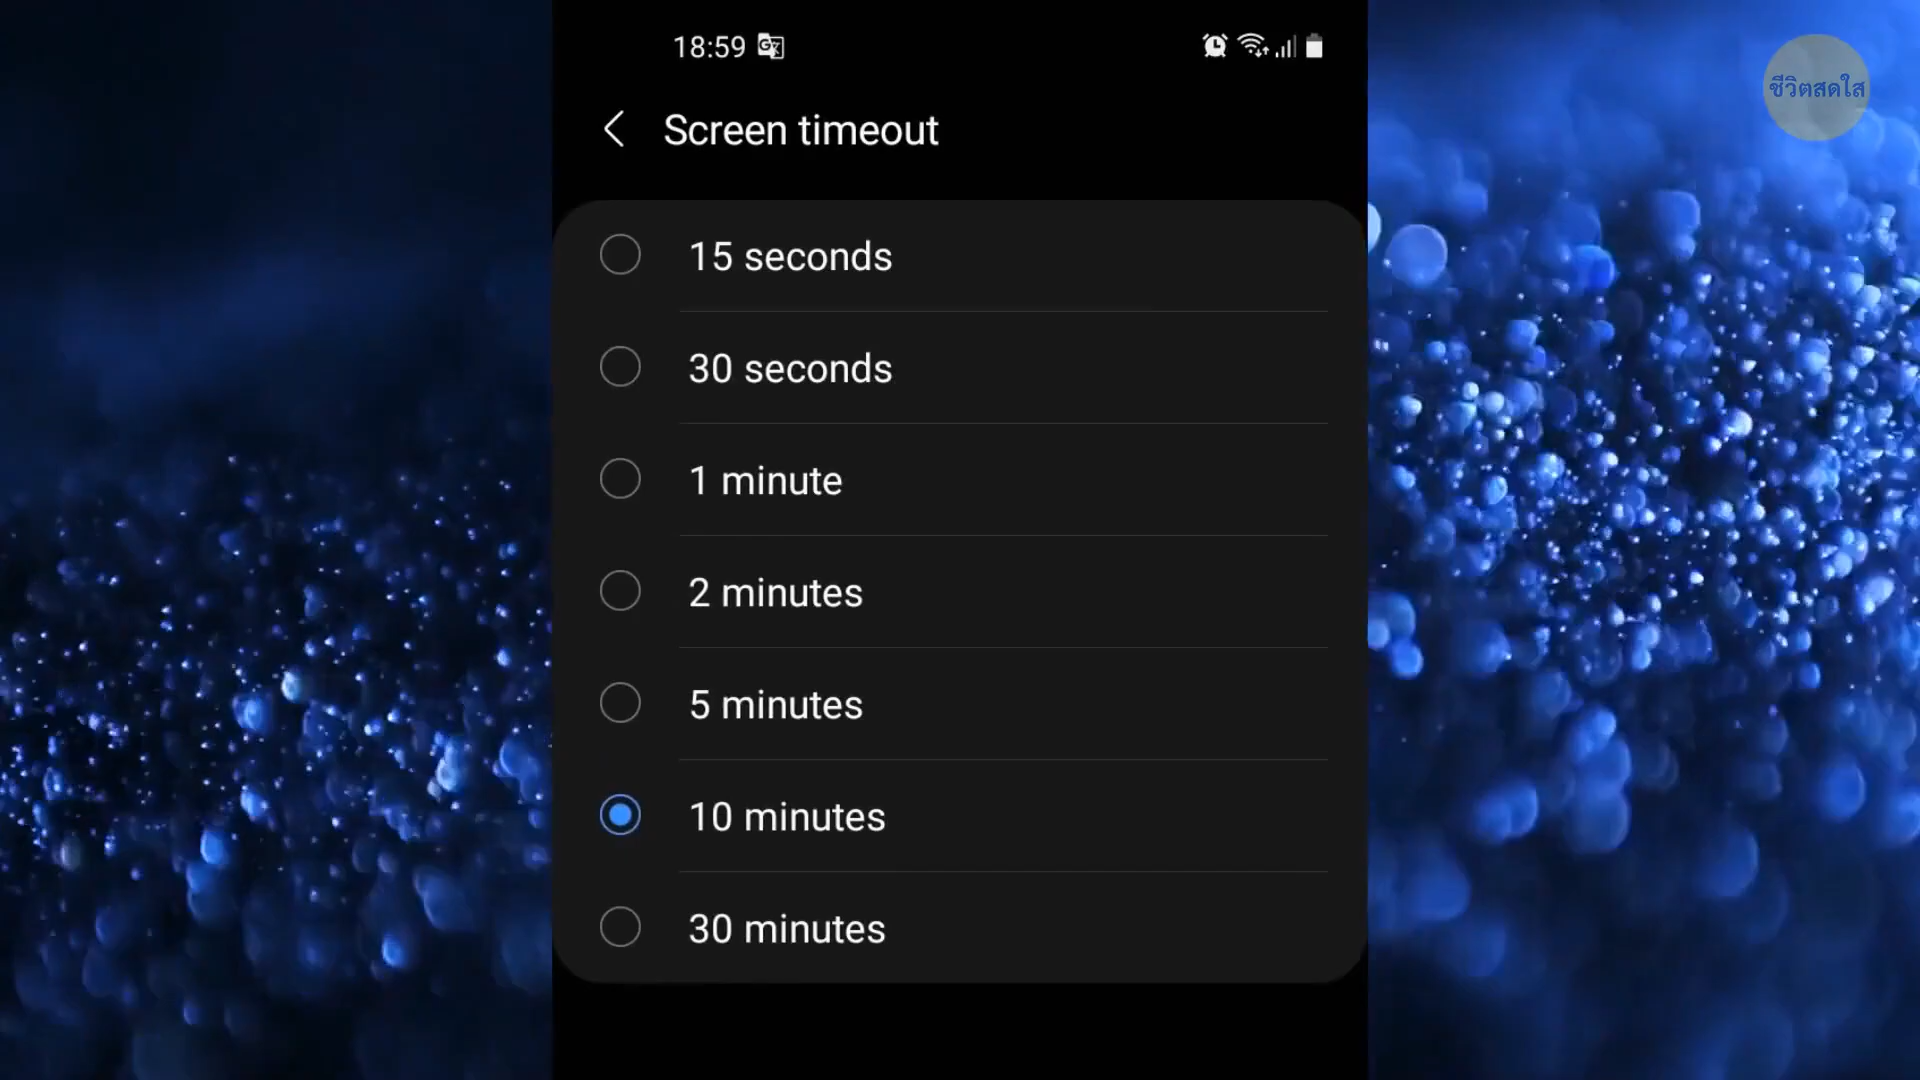 18:59
ชีวิตสดใส
Screen timeout
15 seconds
30 seconds
1 minute
2 minutes
5 minutes
10 minutes
30 minutes